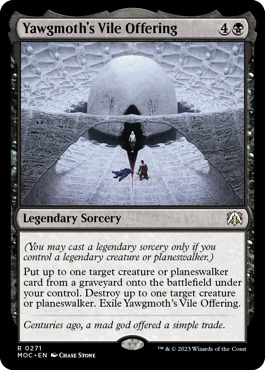 Yawgmoth's Vile Offering 4
Legendary Sorcery
(You may cast a legendary sorcery only if you
control a legendary creature or planeswalker.)
Put up to one target creature or planeswalker
card from a graveyard onto the battlefield under
your control. Destroy up to one target creature
or planeswalker. Exile Yawgmoth's Vile Offering.
Centuries ago, a mad god offered a simple trade.
R 0271
MOC • EN CHASE STONE
™ & © 2023 Wizards of the Coast